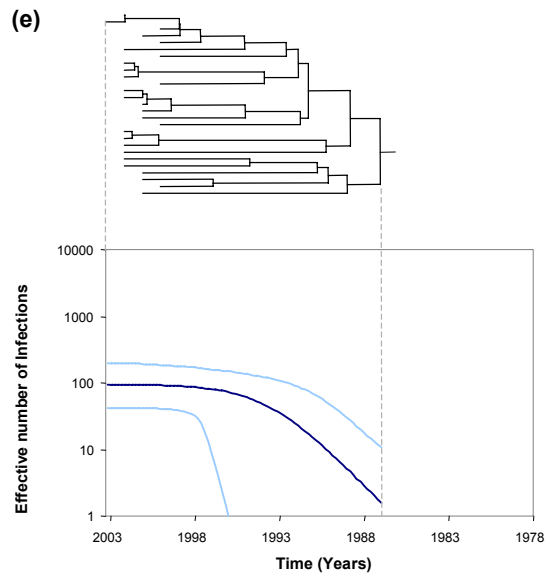 (e)
Effective number of Infections
10000
1000
100
10
1
2003 1998 1993 1988 1983 1978
Time (Years)